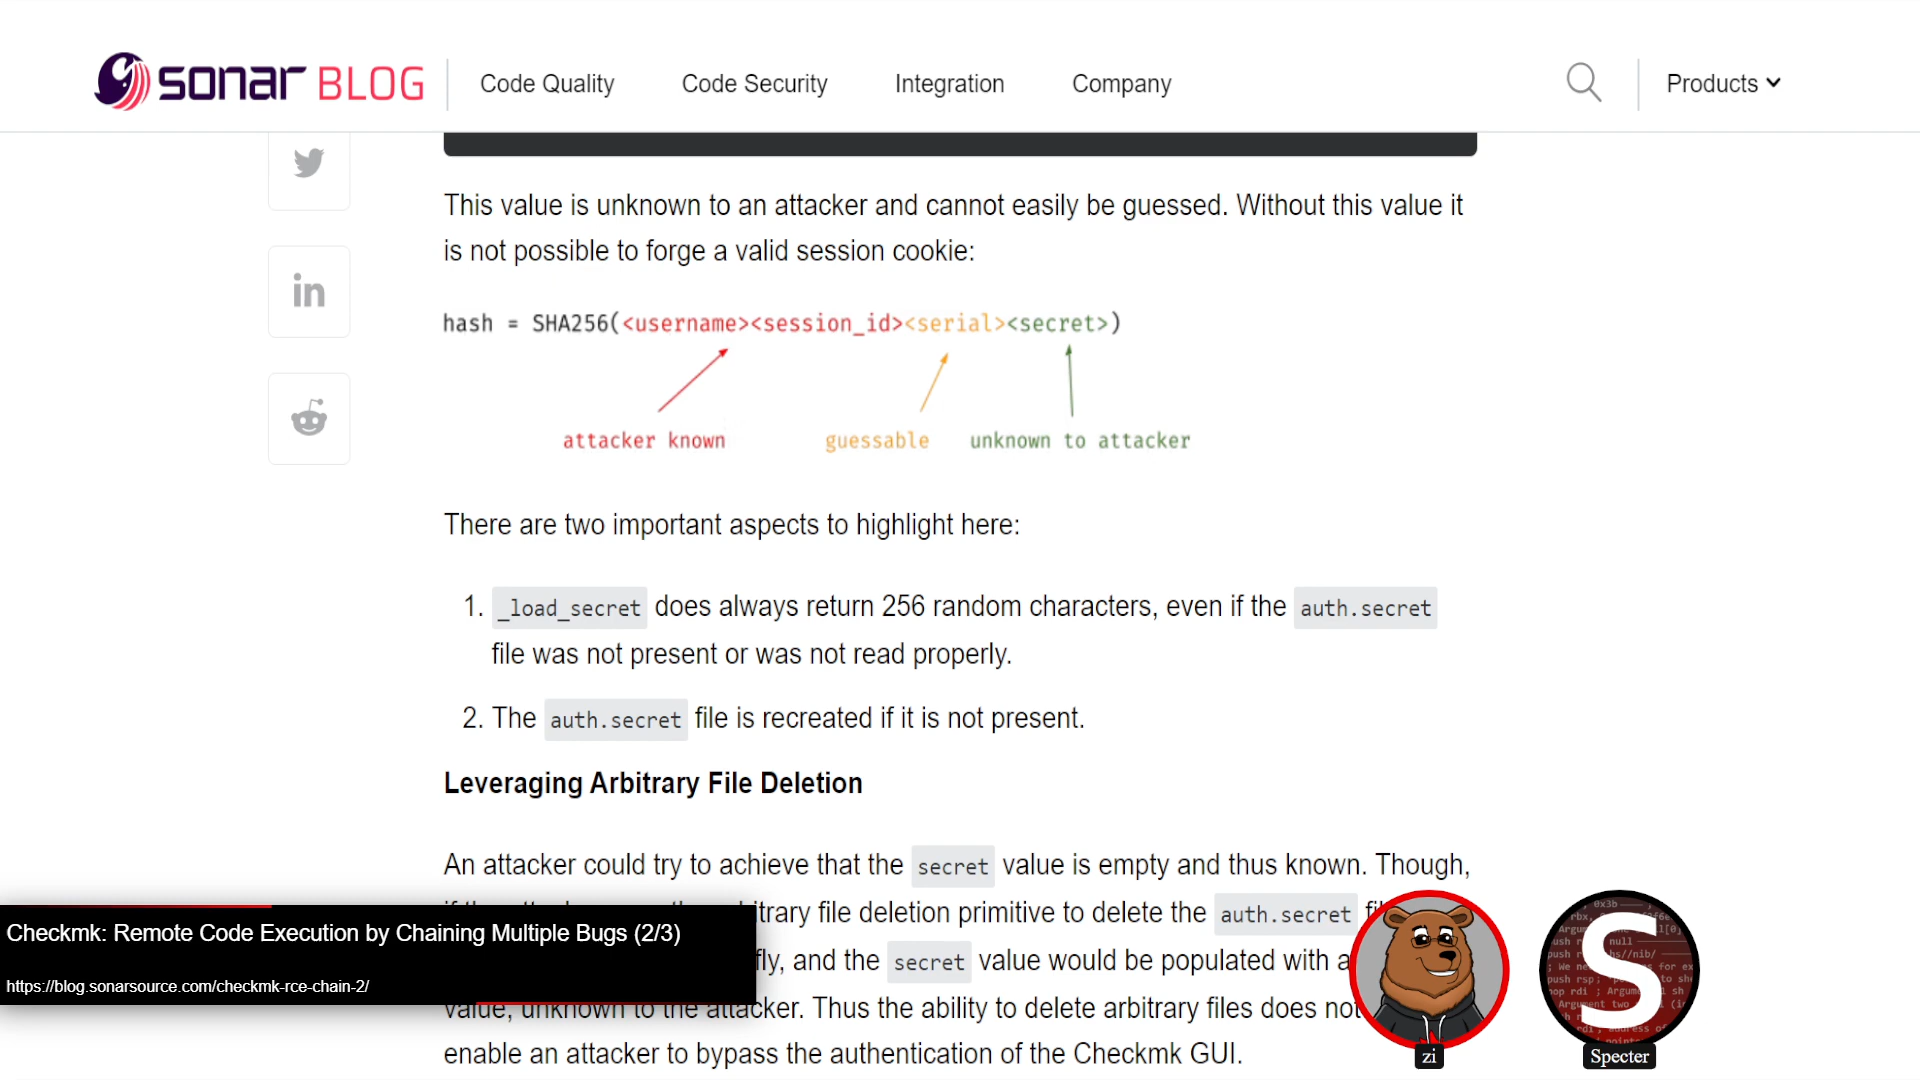 sonar BLOG
Code Quality
Code Security
Integration
Company
Products
This value is unknown to an attacker and cannot easily be guessed. Without this value it
is not possible to forge a valid session cookie:
hash = SHA256(<username><session_id><serial><secret>)
attacker known
guessable
unknown to attacker
There are two important aspects to highlight here:
1. _load_secret does always return 256 random characters, even if the auth.secret
file was not present or was not read properly.
2. The auth.secret file is recreated if it is not present.
Leveraging Arbitrary File Deletion
An attacker could try to achieve that the secret value is empty and thus known. Though,
itrary file deletion primitive to delete the auth.secret
fly, and the secret value would be populated with a
value, unknown to the attacker. Thus the ability to delete arbitrary files does not
enable an attacker to bypass the authentication of the Checkmk GUI.
Checkmk: Remote Code Execution by Chaining Multiple Bugs (2/3)
https://blog.sonarsource.com/checkmk-rce-chain-2/
zi
S
Specter